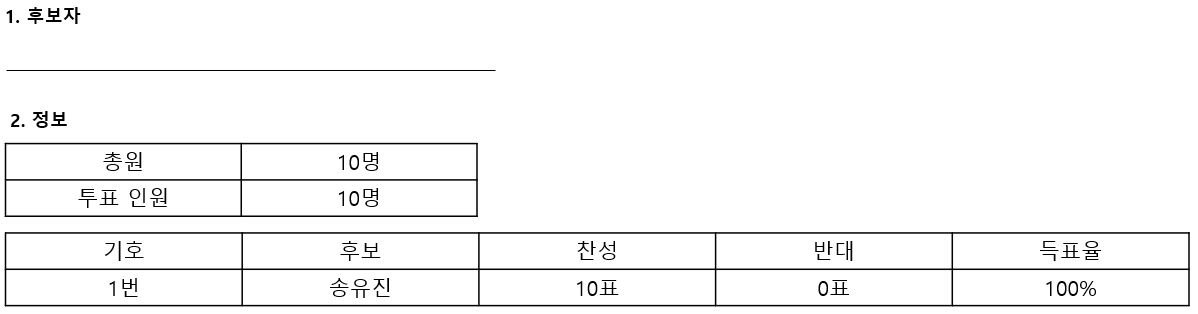 1. 후보자
2. 정보
총원 10명
투표 인원 10명
기호 후보 찬성 반대 득표율
1번 송유진 10표 0표 100%